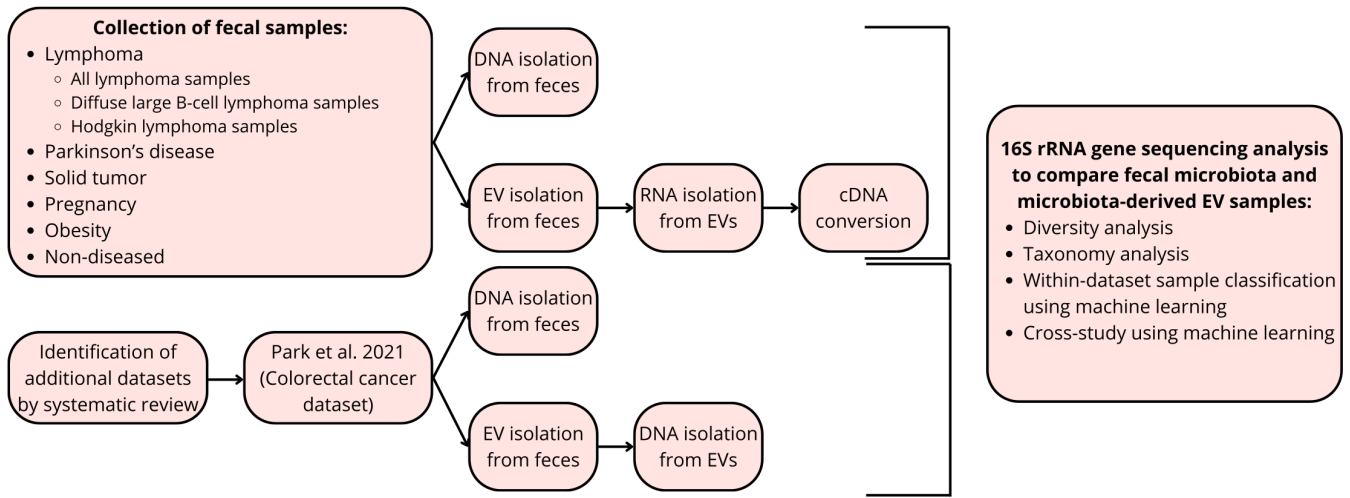 Collection of fecal samples:
• Lymphoma
○ All lymphoma samples
○ Diffuse large B-cell lymphoma samples
○ Hodgkin lymphoma samples
• Parkinson’s disease
• Solid tumor
• Pregnancy
• Obesity
• Non-diseased
DNA isolation
from feces
EV isolation
from feces
RNA isolation
from EVs
cDNA
conversion
Identification of
additional datasets
by systematic review
Park et al. 2021
(Colorectal cancer
dataset)
DNA isolation
from feces
EV isolation
from feces
DNA isolation
from EVs
16S rRNA gene sequencing analysis
to compare fecal microbiota and
microbiota-derived EV samples:
• Diversity analysis
• Taxonomy analysis
• Within-dataset sample classification
using machine learning
• Cross-study using machine learning